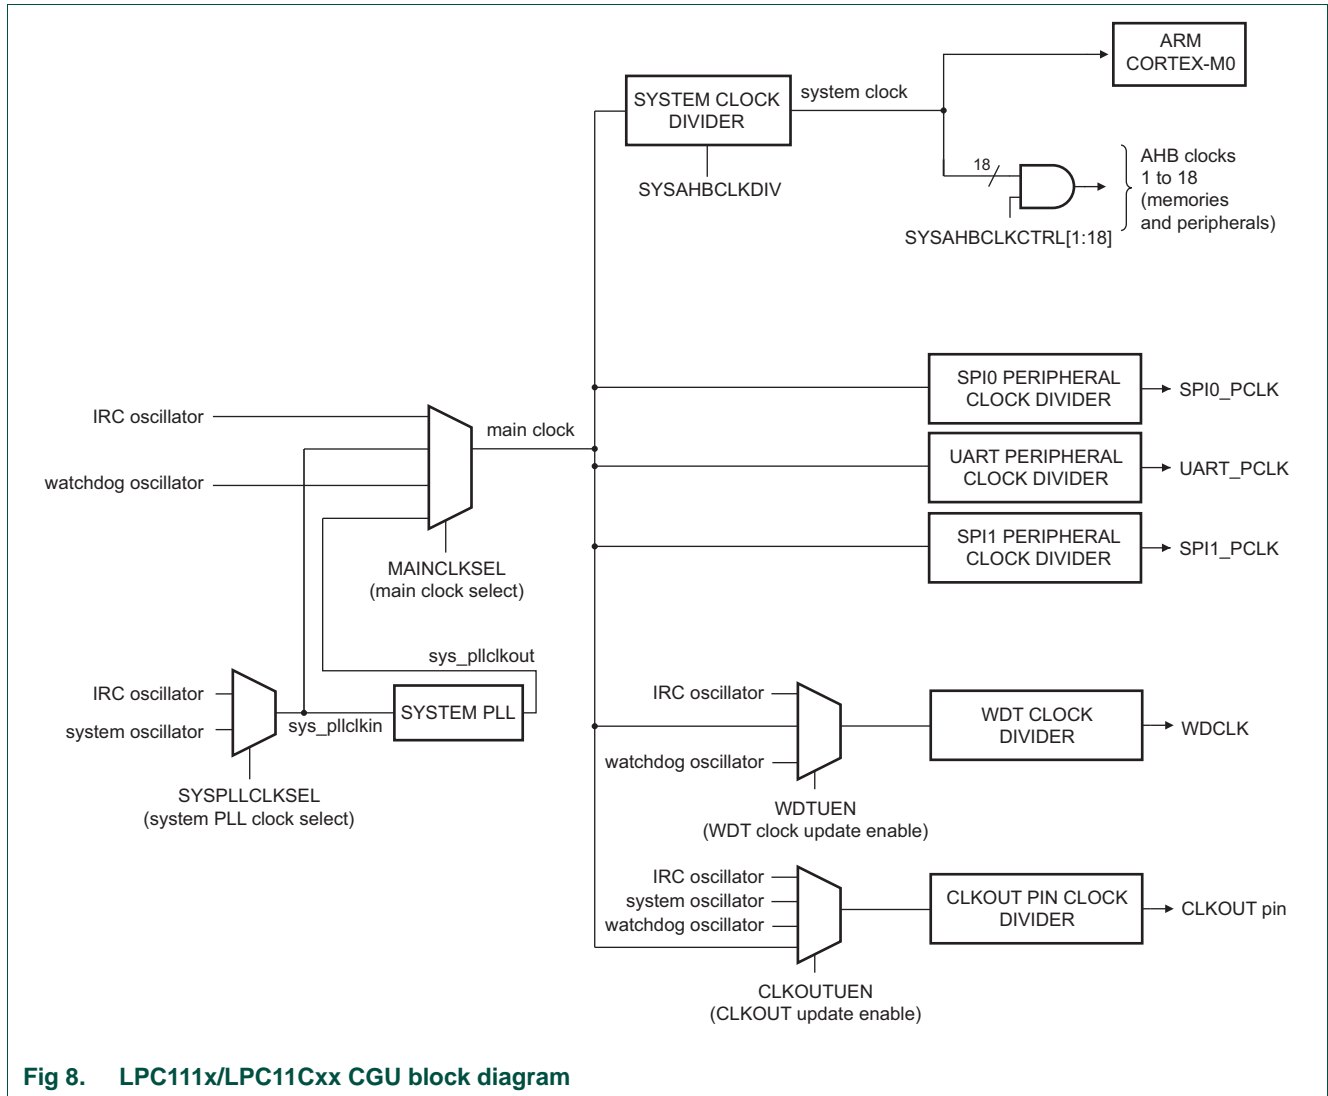 ARM
CORTEX-M0
SYSTEM CLOCK
DIVIDER
system clock
SYSAHBCLKDIV
18
AHB clocks
1 to 18
(memories
and peripherals)
SYSAHBCLKCTRL[1:18]
SPI0 PERIPHERAL
CLOCK DIVIDER
SPI0_PCLK
IRC oscillator
main clock
watchdog oscillator
UART PERIPHERAL
CLOCK DIVIDER
UART_PCLK
SPI1 PERIPHERAL
CLOCK DIVIDER
SPI1_PCLK
MAINCLKSEL
(main clock select)
sys_pllclkout
IRC oscillator
system oscillator
sys_pllclkin
SYSTEM PLL
SYSPLLCLKSEL
(system PLL clock select)
IRC oscillator
watchdog oscillator
WDT CLOCK
DIVIDER
WDCLK
WDTUEN
(WDT clock update enable)
IRC oscillator
system oscillator
watchdog oscillator
CLKOUT PIN CLOCK
DIVIDER
CLKOUT pin
CLKOUTUEN
(CLKOUT update enable)
Fig 8. LPC111x/LPC11Cxx CGU block diagram